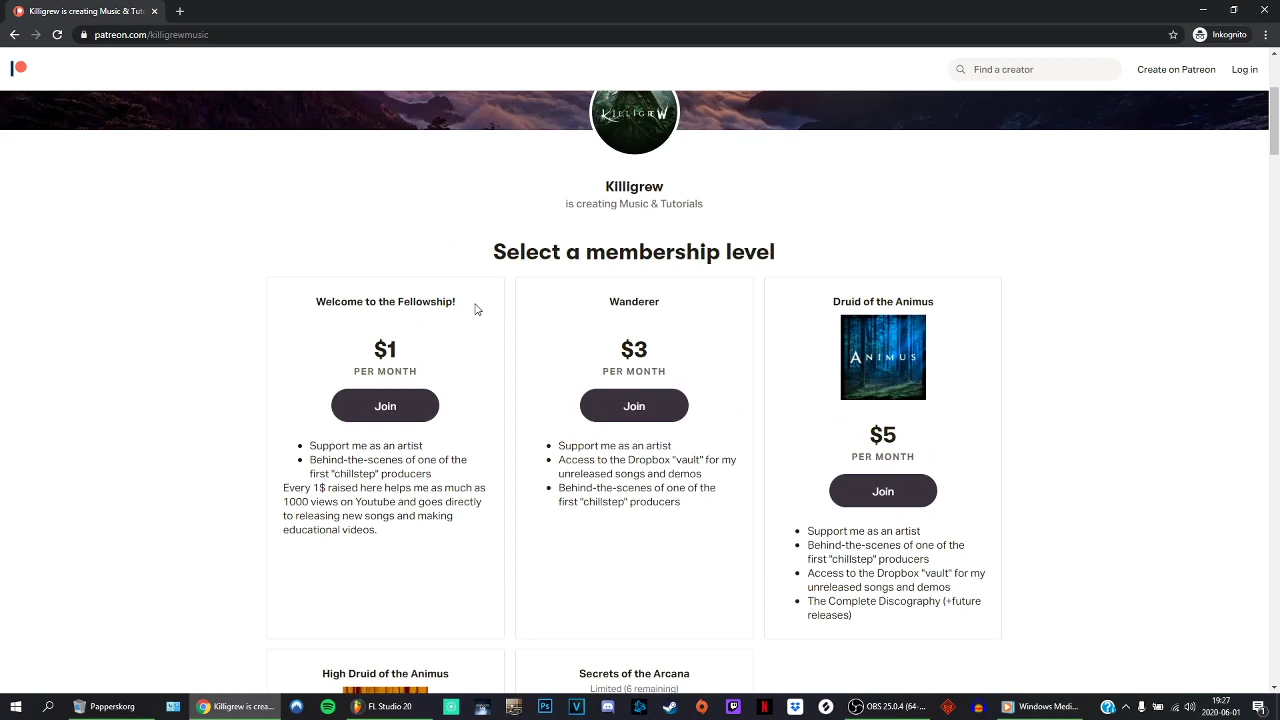 Killigrew is creating Music & Tut
patreon.com/killigrewmusic
Inkognito
Find a creator
Create on Patreon
Log in
KILLIGREW
Killigrew
is creating Music & Tutorials
Select a membership level
Welcome to the Fellowship!
$1
PER MONTH
Join
• Support me as an artist
• Behind-the-scenes of one of the
first "chillstep" producers
Every 1$ raised here helps me as much as
1000 views on Youtube and goes directly
to releasing new songs and making
educational videos.
Wanderer
$3
PER MONTH
Join
• Support me as an artist
• Access to the Dropbox "vault" for my
unreleased songs and demos
• Behind-the-scenes of one of the
first "chillstep" producers
Druid of the Animus
ANIMUS
$5
PER MONTH
Join
• Support me as an artist
• Behind-the-scenes of one of the
first "chillstep" producers
• Access to the Dropbox "vault" for my
unreleased songs and demos
• The Complete Discography (+future
releases)
High Druid of the Animus
Secrets of the Arcana
Limited (6 remaining)
Papperskorg
Killigrew is creat...
FL Studio 20
OBS 25.0.4 (64-...
Windows Medi...
19:27
2020-06-01